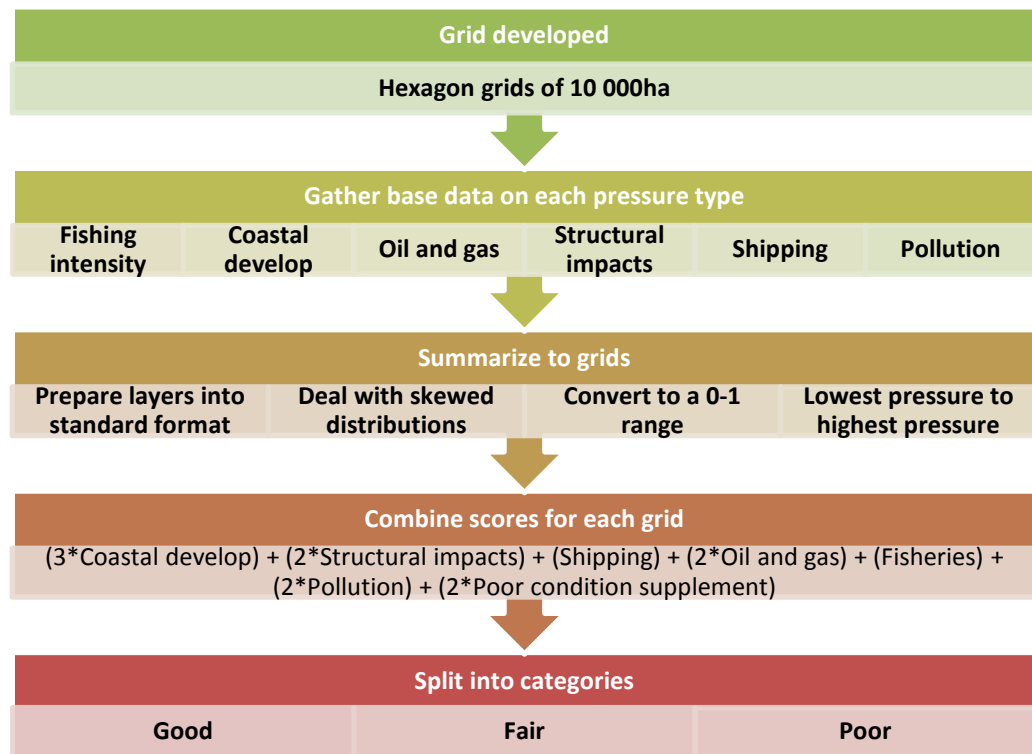 Grid developed
Hexagon grids of 10 000ha
Gather base data on each pressure type
Fishing intensity
Coastal develop
Oil and gas
Structural impacts
Shipping
Pollution
Summarize to grids
Prepare layers into standard format
Deal with skewed distributions
Convert to a 0-1 range
Lowest pressure to highest pressure
Combine scores for each grid
(3*Coastal develop) + (2*Structural impacts) + (Shipping) + (2*Oil and gas) + (Fisheries) +
(2*Pollution) + (2*Poor condition supplement)
Split into categories
Good
Fair
Poor